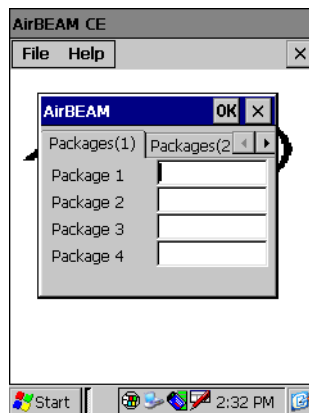 AirBEAM CE
File Help
AirBEAM OK
Packages(1) Packages(2
Package 1
Package 2
Package 3
Package 4
Start 2:32 PM